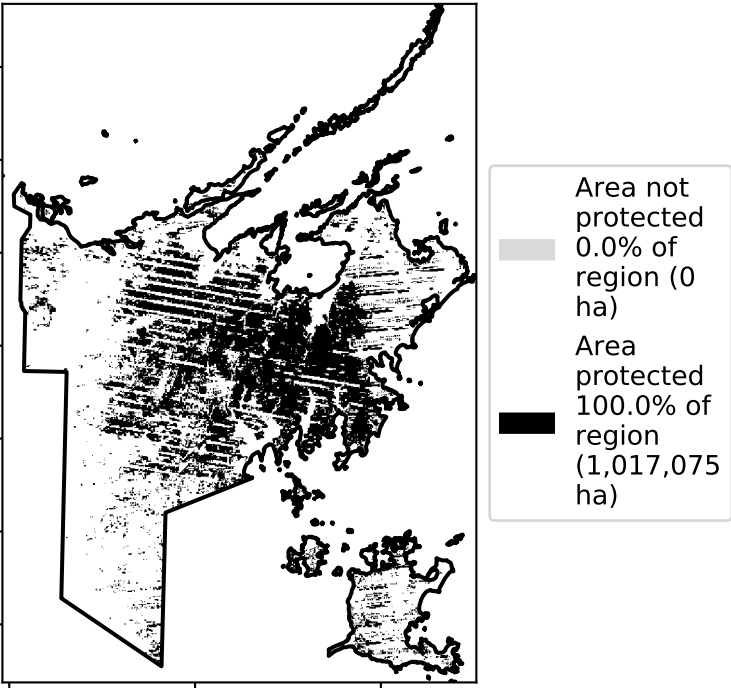 Area not
protected
0.0% of
region (0
ha)
Area
protected
100.0% of
region
(1,017,075
ha)